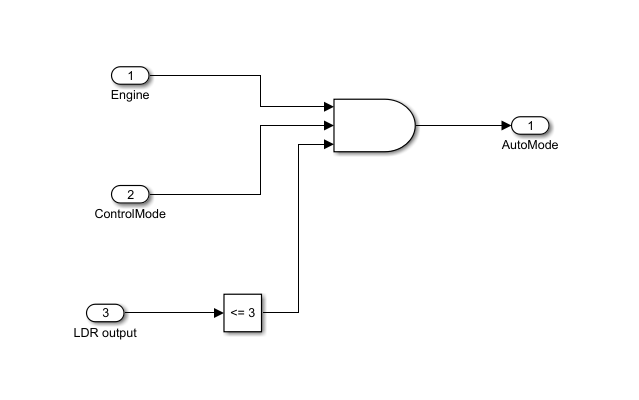 1
Engine
1
AutoMode
2
ControlMode
3
<= 3
LDR output